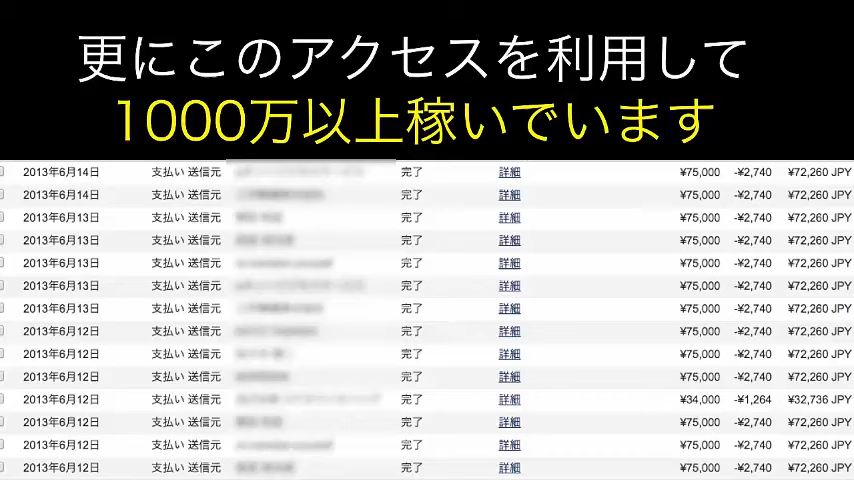 更にこのアクセスを利用して
1000万以上稼いでいます
2013年6月14日 支払い 送信元 完了 詳細 ¥75,000 -¥2,740 ¥72,260 JPY
2013年6月14日 支払い 送信元 完了 詳細 ¥75,000 -¥2,740 ¥72,260 JPY
2013年6月13日 支払い 送信元 完了 詳細 ¥75,000 -¥2,740 ¥72,260 JPY
2013年6月13日 支払い 送信元 完了 詳細 ¥75,000 -¥2,740 ¥72,260 JPY
2013年6月13日 支払い 送信元 完了 詳細 ¥75,000 -¥2,740 ¥72,260 JPY
2013年6月13日 支払い 送信元 完了 詳細 ¥75,000 -¥2,740 ¥72,260 JPY
2013年6月13日 支払い 送信元 完了 詳細 ¥75,000 -¥2,740 ¥72,260 JPY
2013年6月12日 支払い 送信元 完了 詳細 ¥75,000 -¥2,740 ¥72,260 JPY
2013年6月12日 支払い 送信元 完了 詳細 ¥75,000 -¥2,740 ¥72,260 JPY
2013年6月12日 支払い 送信元 完了 詳細 ¥75,000 -¥2,740 ¥72,260 JPY
2013年6月12日 支払い 送信元 完了 詳細 ¥34,000 -¥1,264 ¥32,736 JPY
2013年6月12日 支払い 送信元 完了 詳細 ¥75,000 -¥2,740 ¥72,260 JPY
2013年6月12日 支払い 送信元 完了 詳細 ¥75,000 -¥2,740 ¥72,260 JPY
2013年6月12日 支払い 送信元 完了 詳細 ¥75,000 -¥2,740 ¥72,260 JPY